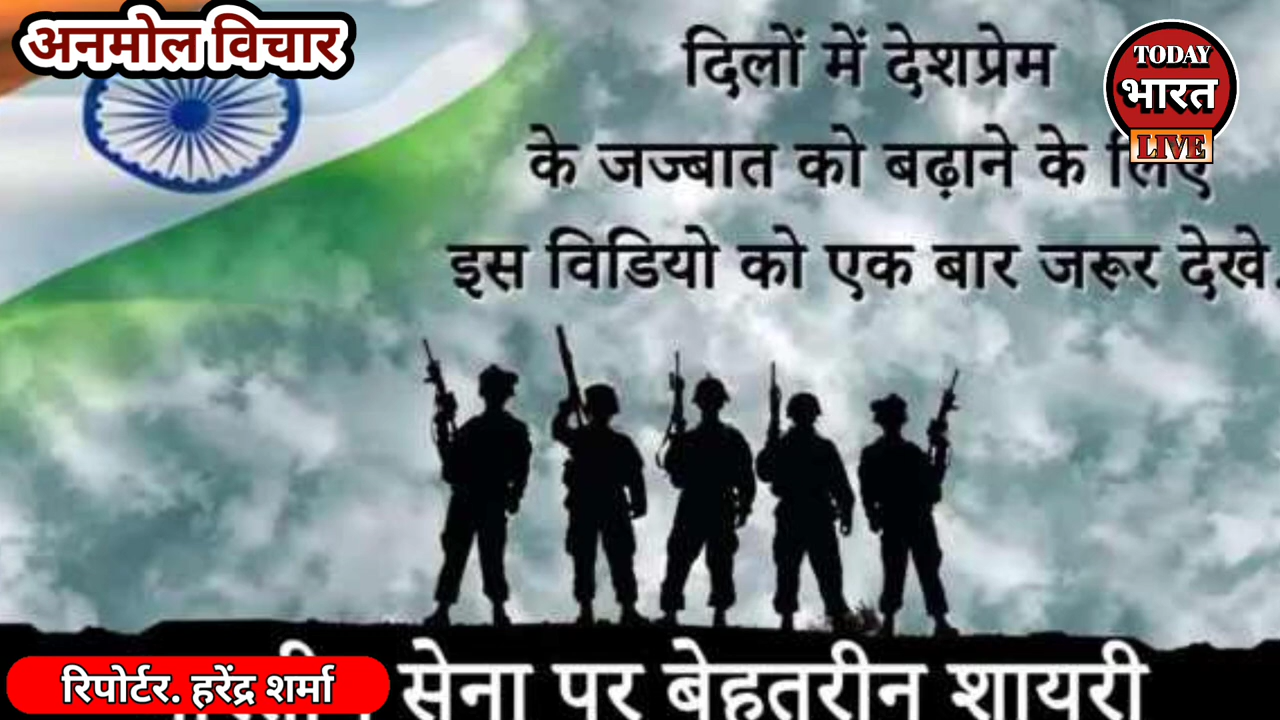 अनमोल विचार
TODAY
भारत
LIVE
दिलों में देशप्रेम
के जज्बात को बढ़ाने के लिए
इस विडियो को एक बार जरूर देखे.
रिपोर्टर. हरेंद्र शर्मा
सेना पर बेहतरीन शायरी